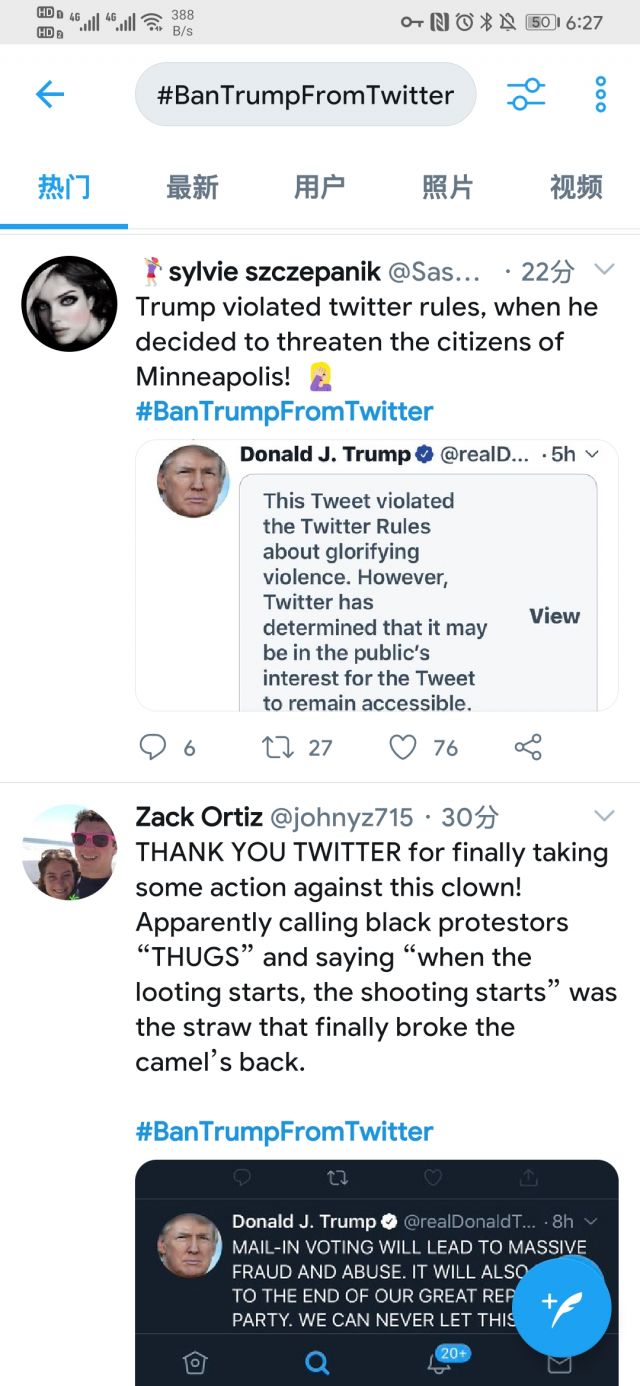 HD 1 4G 4G 388
HD 2 B/s 50 6:27
#BanTrumpFromTwitter
热门 最新 用户 照片 视频
sylvie szczepanik @Sas... · 22分
Trump violated twitter rules, when he
decided to threaten the citizens of
Minneapolis!
#BanTrumpFromTwitter
Donald J. Trump @realD... · 5h
This Tweet violated
the Twitter Rules
about glorifying
violence. However,
Twitter has
determined that it may
be in the public's
interest for the Tweet
to remain accessible.
View
6 27 76
Zack Ortiz @johnyz715 · 30分
THANK YOU TWITTER for finally taking
some action against this clown!
Apparently calling black protestors
“THUGS” and saying “when the
looting starts, the shooting starts” was
the straw that finally broke the
camel’s back.
#BanTrumpFromTwitter
Donald J. Trump @realDonaldT... · 8h
MAIL-IN VOTING WILL LEAD TO MASSIVE
FRAUD AND ABUSE. IT WILL ALSO
TO THE END OF OUR GREAT REP
PARTY. WE CAN NEVER LET THIS
20+